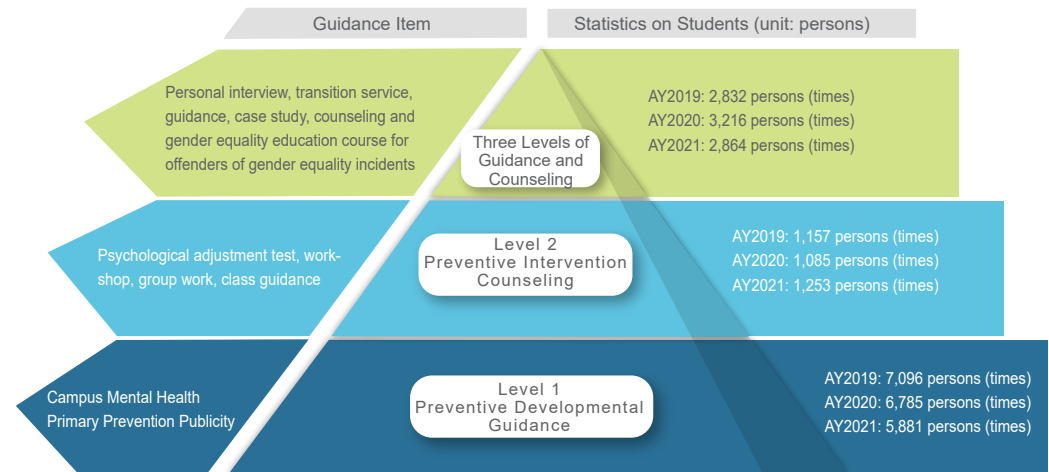 Guidance Item
Statistics on Students (unit: persons)
Personal interview, transition service,
guidance, case study, counseling and
gender equality education course for
offenders of gender equality incidents
Three Levels of
Guidance and
Counseling
AY2019: 2,832 persons (times)
AY2020: 3,216 persons (times)
AY2021: 2,864 persons (times)
Psychological adjustment test, work-
shop, group work, class guidance
Level 2
Preventive Intervention
Counseling
AY2019: 1,157 persons (times)
AY2020: 1,085 persons (times)
AY2021: 1,253 persons (times)
Campus Mental Health
Primary Prevention Publicity
Level 1
Preventive Developmental
Guidance
AY2019: 7,096 persons (times)
AY2020: 6,785 persons (times)
AY2021: 5,881 persons (times)